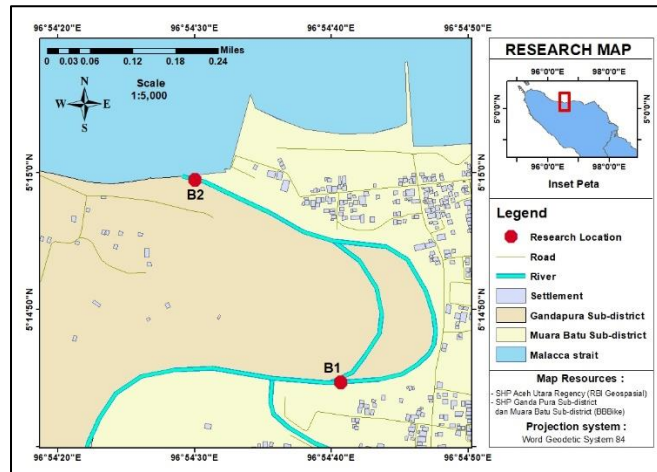 96°54'20"E
96°54'30"E
96°54'40"E
96°54'50"E
Miles
0 0.03 0.06 0.12 0.18 0.24
N
W E
S
Scale
1:5,000
5°15'0"N
5°15'0"N
B2
5°14'50"N
5°14'50"N
B1
96°54'20"E
96°54'30"E
96°54'40"E
96°54'50"E
RESEARCH MAP
96°0'0"E
98°0'0"E
5°0'0"N
5°0'0"N
96°0'0"E
98°0'0"E
Inset Peta
Legend
Research Location
Road
River
Settlement
Gandapura Sub-district
Muara Batu Sub-district
Malacca strait
Map Resources :
- SHP Aceh Utara Regency (RBI Geospasial)
- SHP Ganda Pura Sub-district
dan Muara Batu Sub-district (BBBike)
Projection system :
Word Geodetic System 84